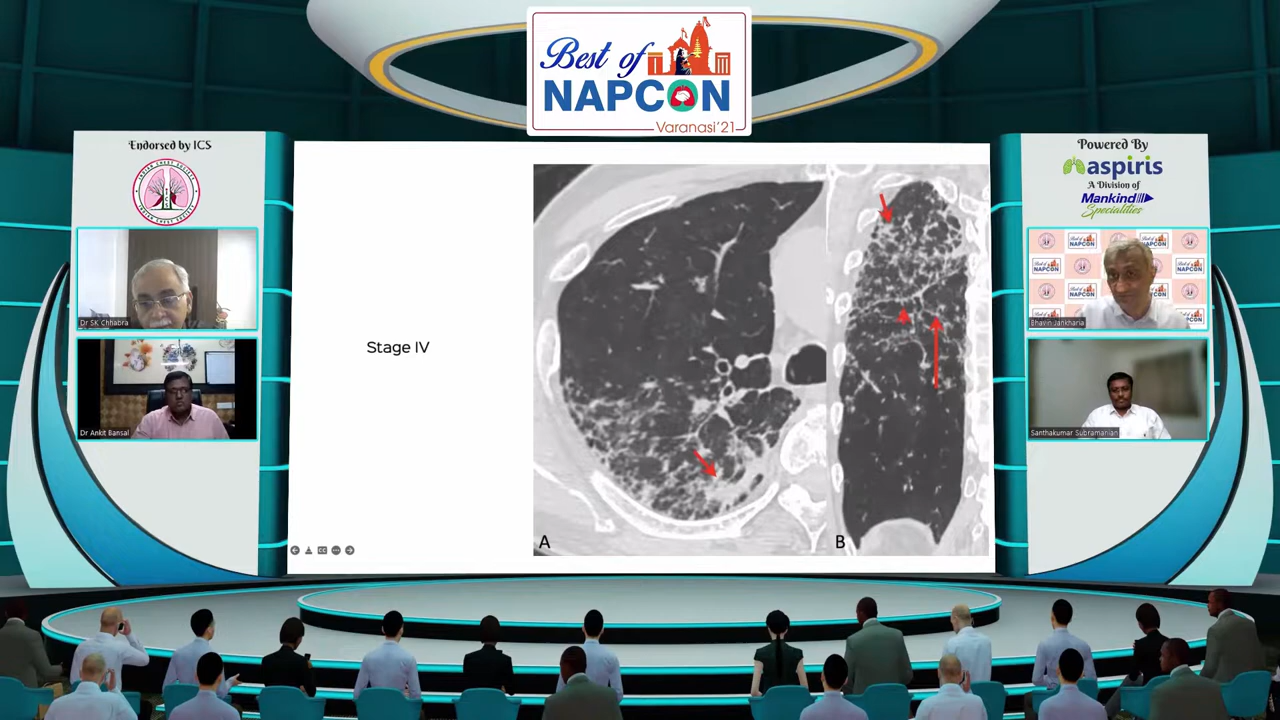 Best of
NAPCON
Varanasi'21
Endorsed by ICS
Dr SK Chhabra
Dr Ankit Bansal
Stage IV
A
B
Powered By
aspiris
A Division of
Mankind
Specialities
Bhavin Jankharia
Santhakumar Subramanian